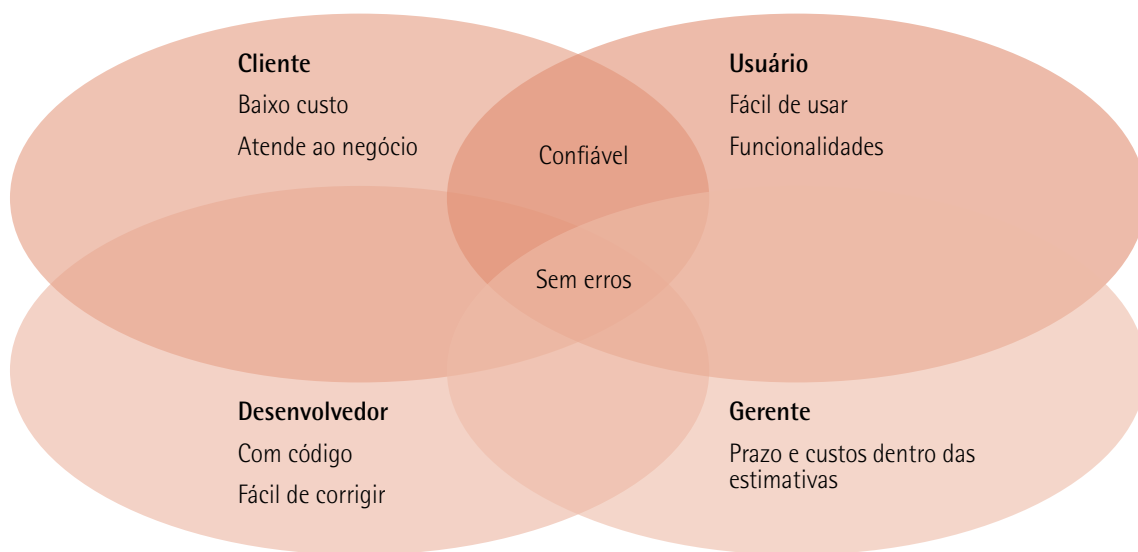 Cliente
Baixo custo
Atende ao negócio
Confiável
Usuário
Fácil de usar
Funcionalidades
Sem erros
Desenvolvedor
Com código
Fácil de corrigir
Gerente
Prazo e custos dentro das
estimativas